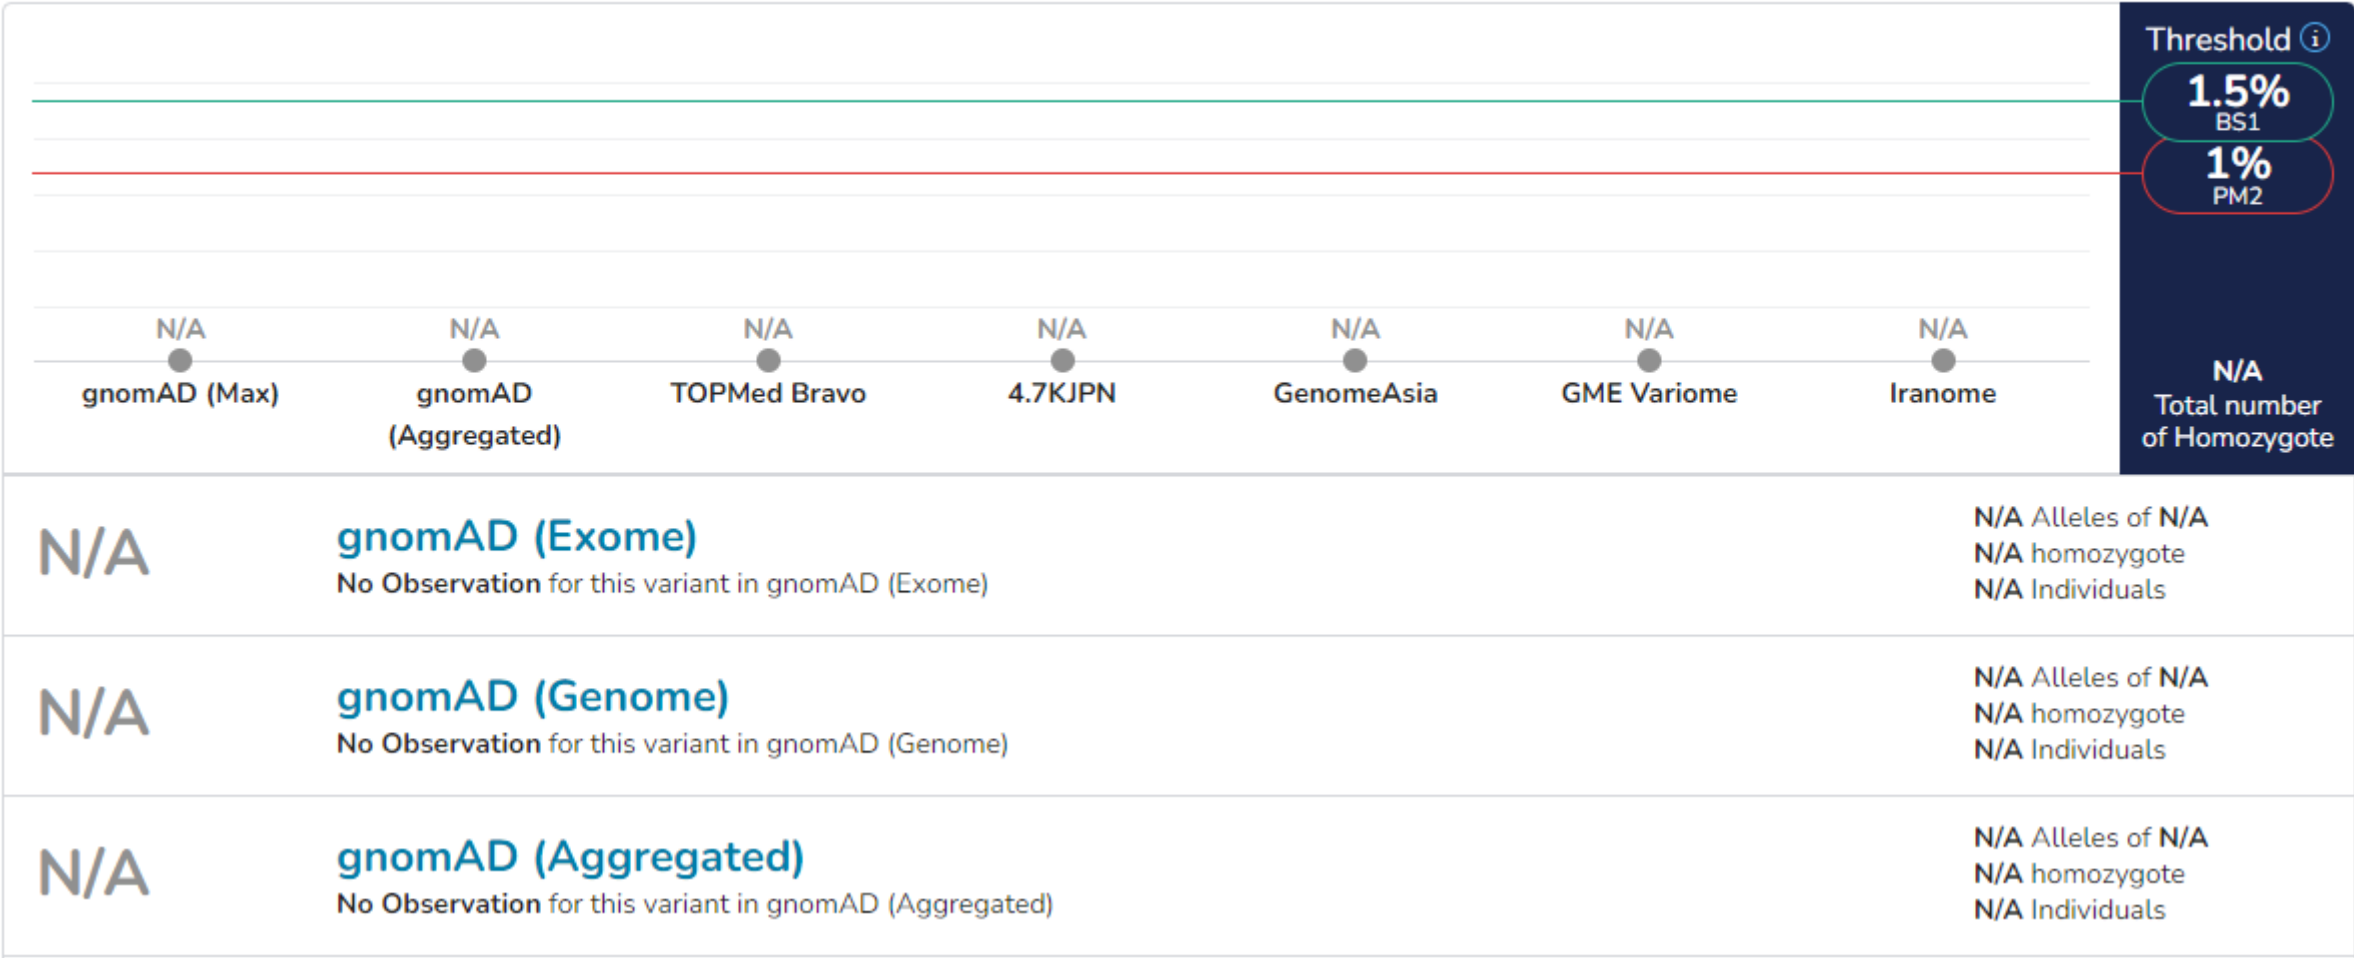 Threshold i
1.5%
BS1
1%
PM2
N/A N/A N/A N/A N/A N/A N/A
gnomAD (Max) gnomAD (Aggregated) TOPMed Bravo 4.7KJPN GenomeAsia GME Variome Iranome
N/A
Total number
of Homozygote
N/A
gnomAD (Exome)
No Observation for this variant in gnomAD (Exome)
N/A Alleles of N/A
N/A homozygote
N/A Individuals
N/A
gnomAD (Genome)
No Observation for this variant in gnomAD (Genome)
N/A Alleles of N/A
N/A homozygote
N/A Individuals
N/A
gnomAD (Aggregated)
No Observation for this variant in gnomAD (Aggregated)
N/A Alleles of N/A
N/A homozygote
N/A Individuals